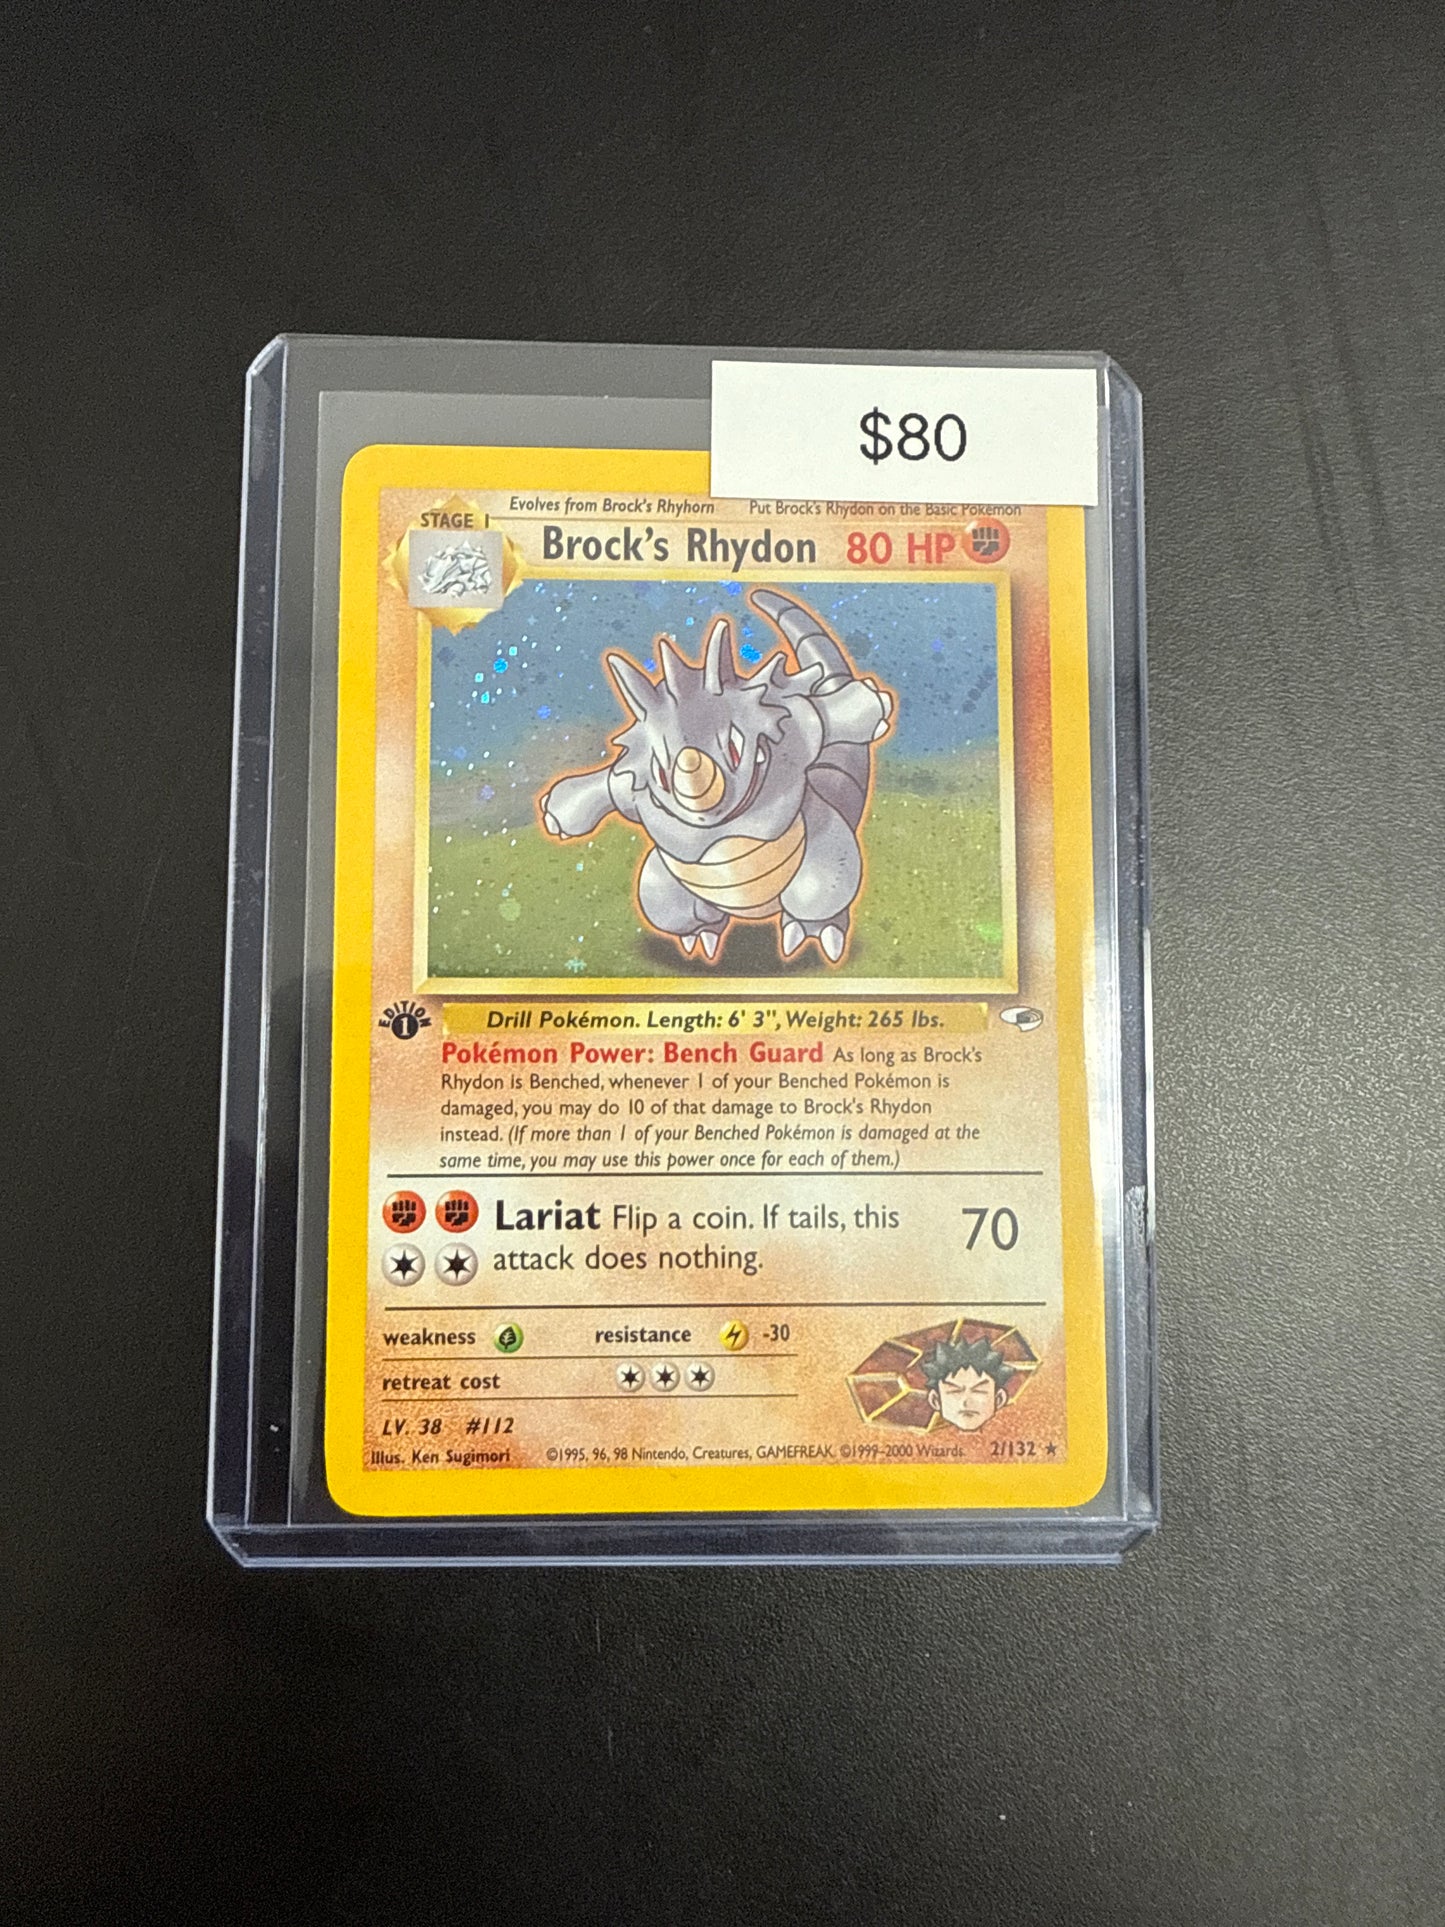 $80
Evolves from Brock's Rhyhorn Put Brock's Rhydon on the Basic Pokémon
STAGE 1
Brock's Rhydon 80 HP
EDITION
1
Drill Pokémon. Length: 6' 3", Weight: 265 lbs.
Pokémon Power: Bench Guard As long as Brock's
Rhydon is Benched, whenever 1 of your Benched Pokémon is
damaged, you may do 10 of that damage to Brock's Rhydon
instead. (If more than 1 of your Benched Pokémon is damaged at the
same time, you may use this power once for each of them.)
Lariat Flip a coin. If tails, this 70
attack does nothing.
weakness resistance -30
retreat cost
LV. 38 #112
Illus. Ken Sugimori ©1995, 96, 98 Nintendo, Creatures, GAMEFREAK. ©1999-2000 Wizards. 2/132 ★